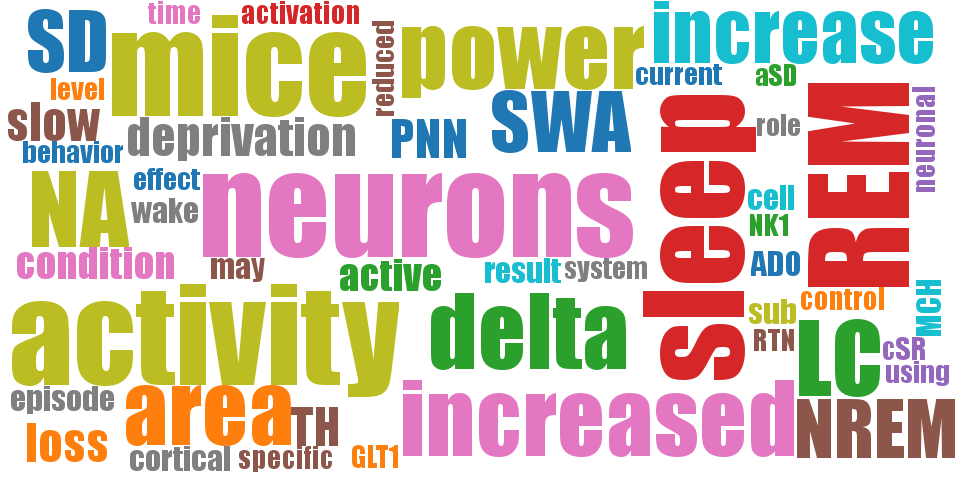 SD
time
activation
mice
reduced
power
increase
level
current
aSD
slow
deprivation
PNN
SWA
sleep
role
REM
neuronal
behavior
NA
effect
wake
neurons
cell
NK1
condition
may
active
result
system
ADO
activity
delta
sub
control
MCH
RTN
LC
cSR
using
episode
area
TH
increased
NREM
loss
cortical
specific
GLT1